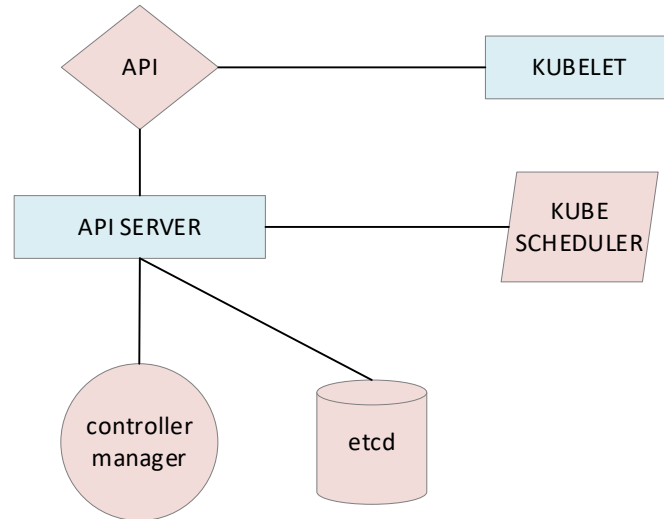 API
KUBELET
API SERVER
KUBE
SCHEDULER
controller
manager
etcd